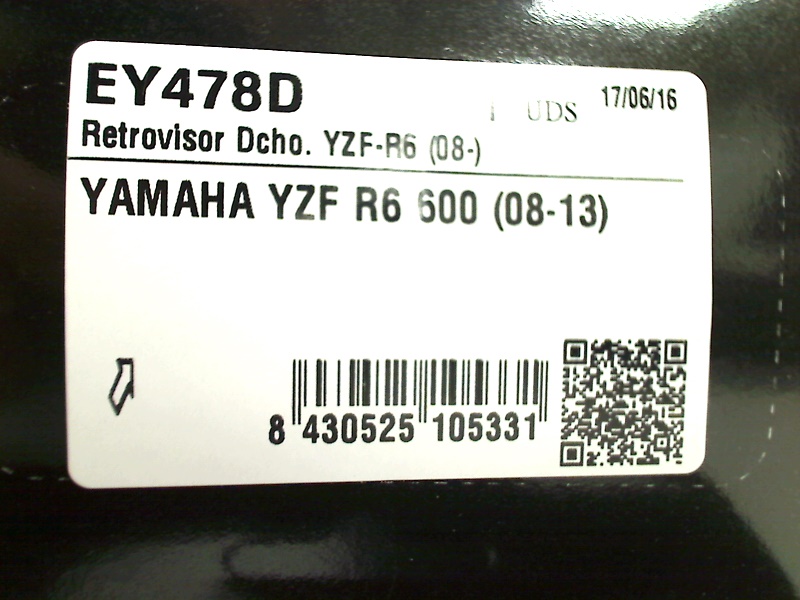 EY478D
UDS 17/06/16
Retrovisor Dcho. YZF-R6 (08-)
YAMAHA YZF R6 600 (08-13)
8 430525 105331